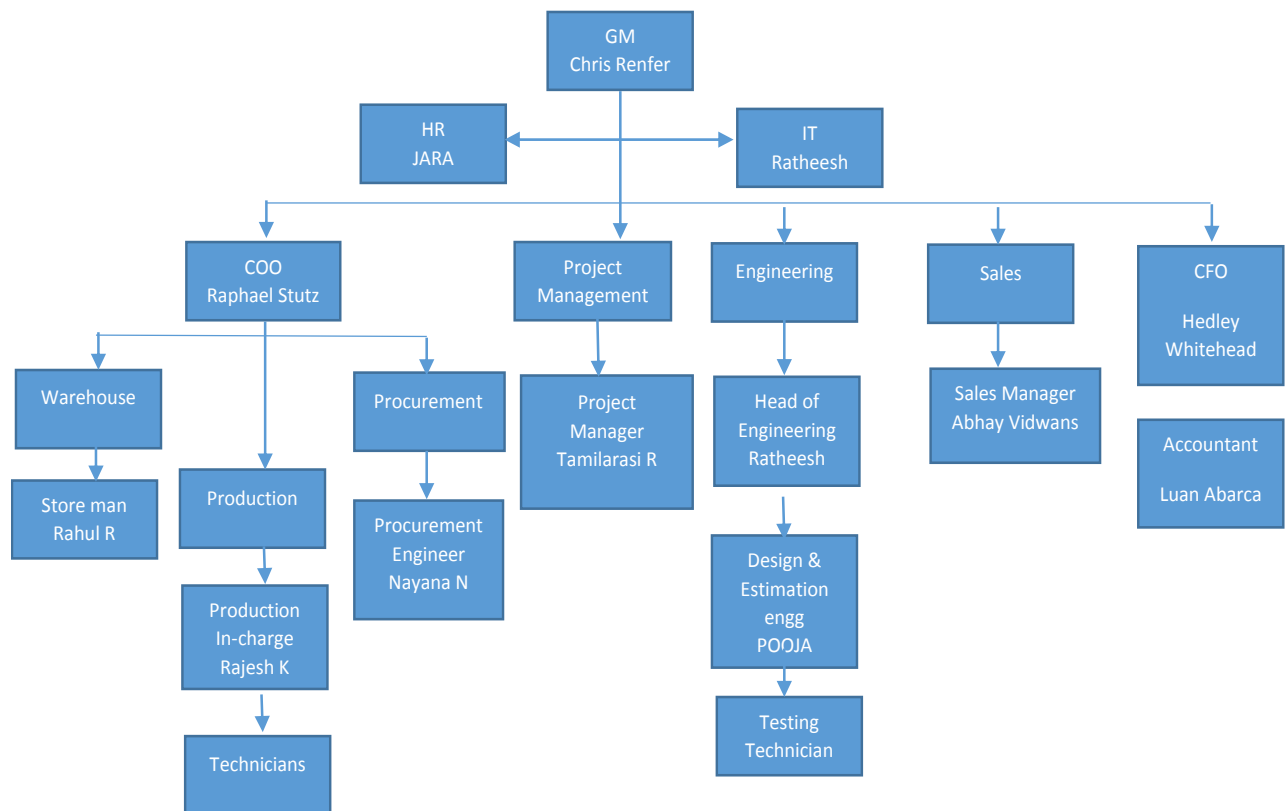 GM
Chris Renfer
HR
JARA
IT
Ratheesh
COO
Raphael Stutz
Project
Management
Engineering
Sales
CFO
Hedley
Whitehead
Warehouse
Procurement
Project
Manager
Tamilarasi R
Head of
Engineering
Ratheesh
Sales Manager
Abhay Vidwans
Accountant
Luan Abarca
Store man
Rahul R
Production
Procurement
Engineer
Nayana N
Design &
Estimation
engg
POOJA
Production
In-charge
Rajesh K
Testing
Technician
Technicians